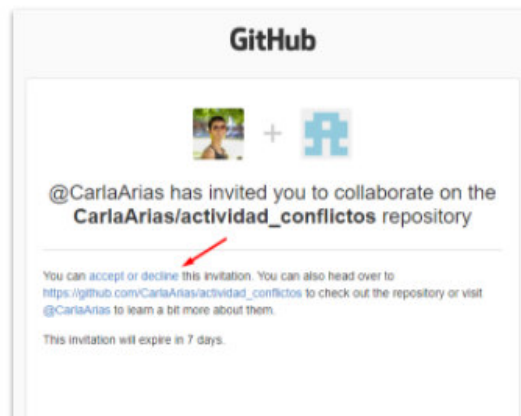 GitHub
@CarlaArias has invited you to collaborate on the
CarlaArias/actividad_conflictos repository
You can accept or decline this invitation. You can also head over to
https://github.com/CarlaArias/actividad_conflictos to check out the repository or visit
@CarlaArias to learn a bit more about them.
This invitation will expire in 7 days.